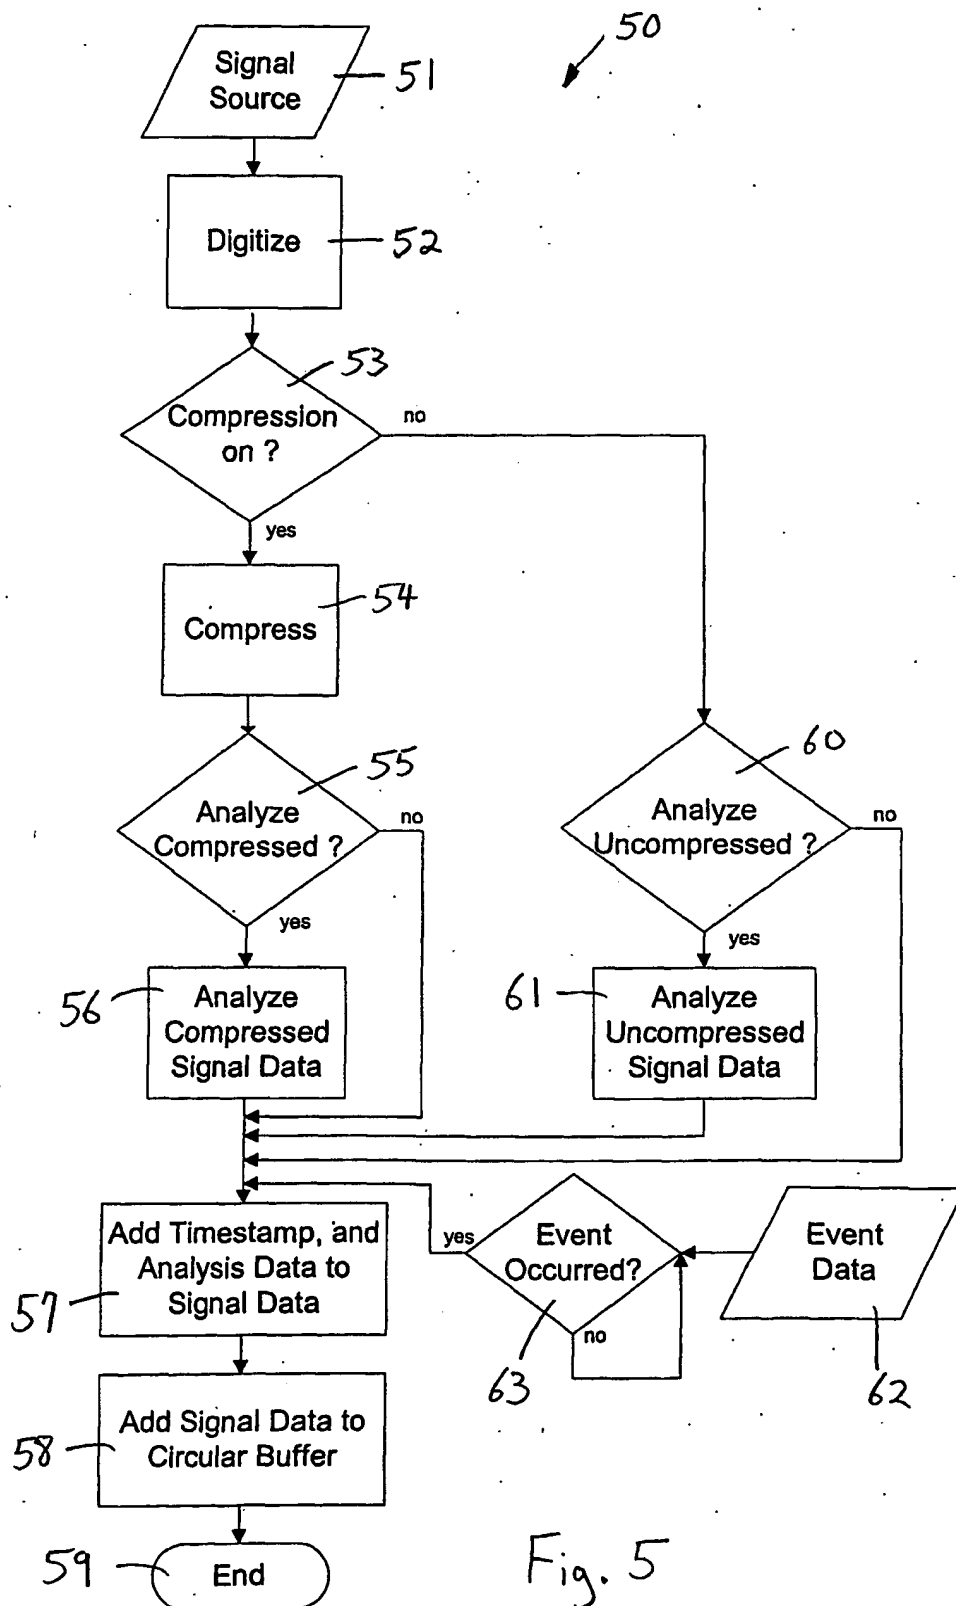 50
Signal
Source
51
Digitize
52
53
Compression
on ?
no
yes
Compress
54
55
Analyze
Compressed ?
no
yes
60
Analyze
Uncompressed ?
no
yes
56
Analyze
Compressed
Signal Data
61
Analyze
Uncompressed
Signal Data
Add Timestamp, and
Analysis Data to
Signal Data
57
yes
Event
Occurred?
no
63
Event
Data
62
Add Signal Data to
Circular Buffer
58
59
End
Fig. 5